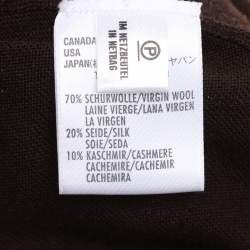 CANADA
USA
JAPAN
ヤパン
IM NETZBEUTEL
IN NETBAG
P
70% SCHURWOLLE/VIRGIN WOOL
LAINE VIERGE/LANA VIRGEN
LA VIRGEN
20% SEIDE/SILK
SOIE/SEDA
10% KASCHMIR/CASHMERE
CACHEMIRE/CACHEMIR
CACHEMIRA